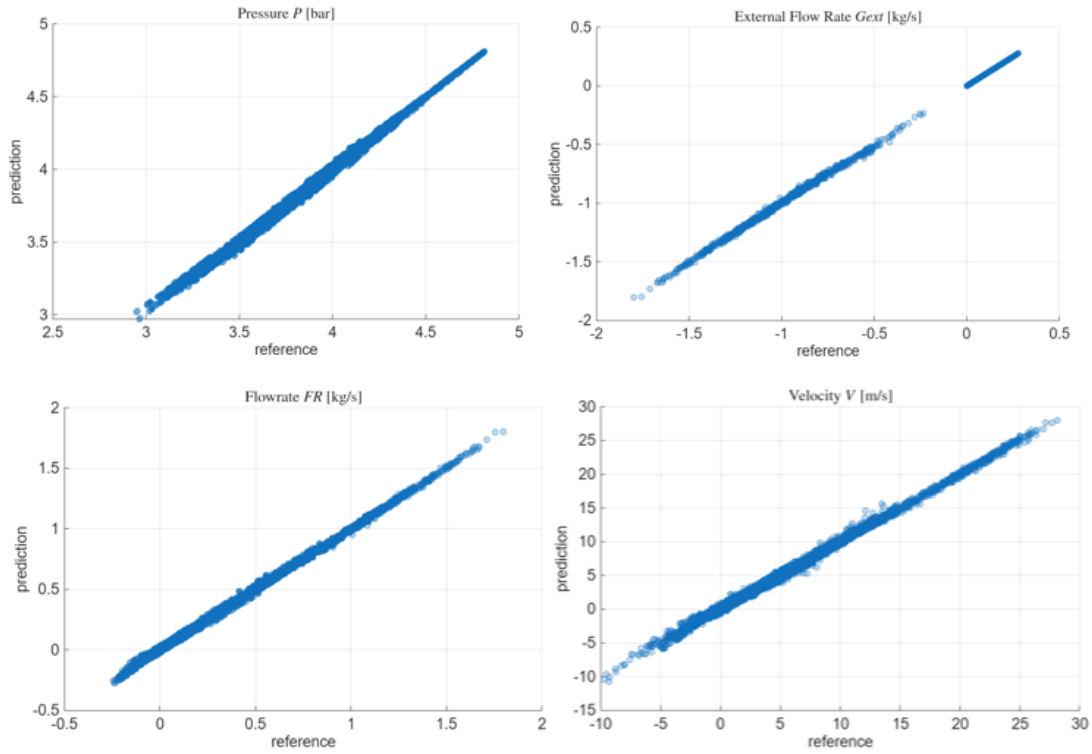 Pressure P [bar]
5
4.5
4
3.5
3
prediction
2.5 3 3.5 4 4.5 5
reference
External Flow Rate Gext [kg/s]
0.5
0
-0.5
-1
-1.5
-2
prediction
-2 -1.5 -1 -0.5 0 0.5
reference
Flowrate FR [kg/s]
2
1.5
1
0.5
0
-0.5
prediction
-0.5 0 0.5 1 1.5 2
reference
Velocity V [m/s]
30
25
20
15
10
5
0
-5
-10
-15
prediction
-10 -5 0 5 10 15 20 25 30
reference